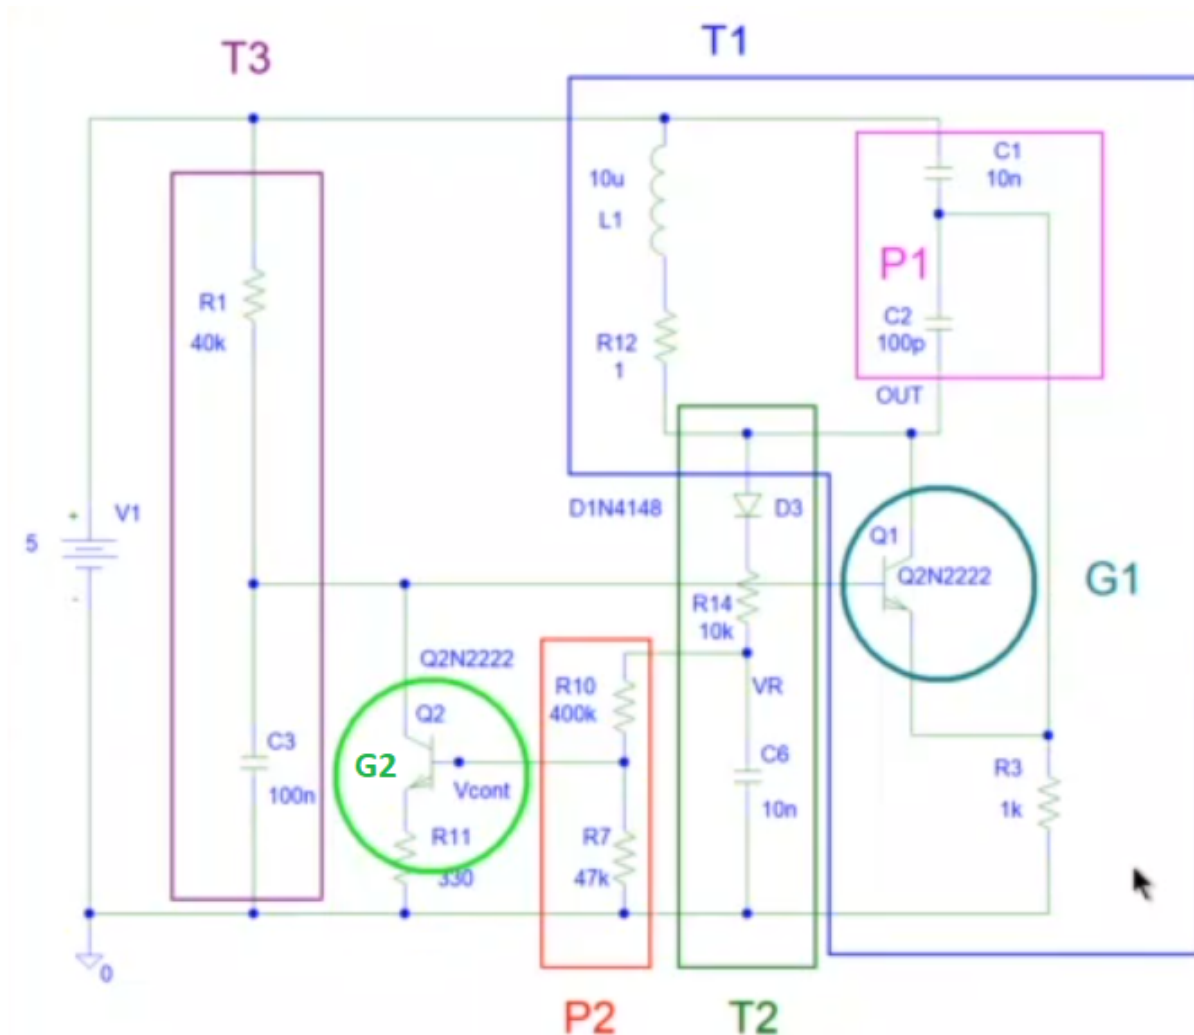 T3
T1
C1
10n
10u
L1
P1
R1
40k
C2
100p
R12
1
OUT
+
V1
5
-
D1N4148
D3
Q1
Q2N2222
G1
R14
10k
Q2N2222
R10
400k
VR
Q2
G2
Vcont
C3
100n
C6
10n
R3
1k
R11
330
R7
47k
0
P2
T2